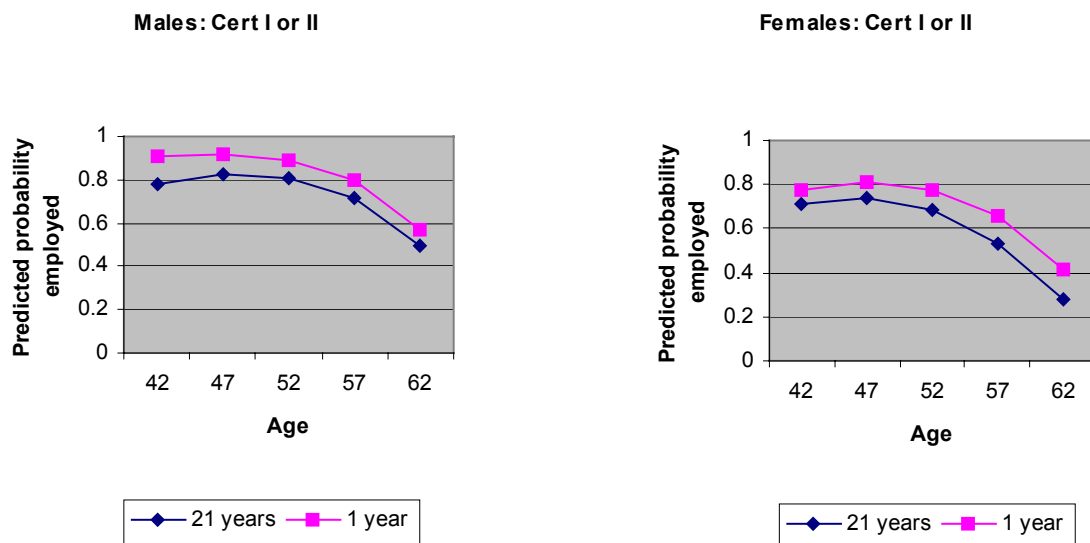 Males: Cert I or II
Predicted probability
employed
1
0.8
0.6
0.4
0.2
0
42 47 52 57 62
Age
21 years 1 year
Females: Cert I or II
Predicted probability
employed
1
0.8
0.6
0.4
0.2
0
42 47 52 57 62
Age
21 years 1 year